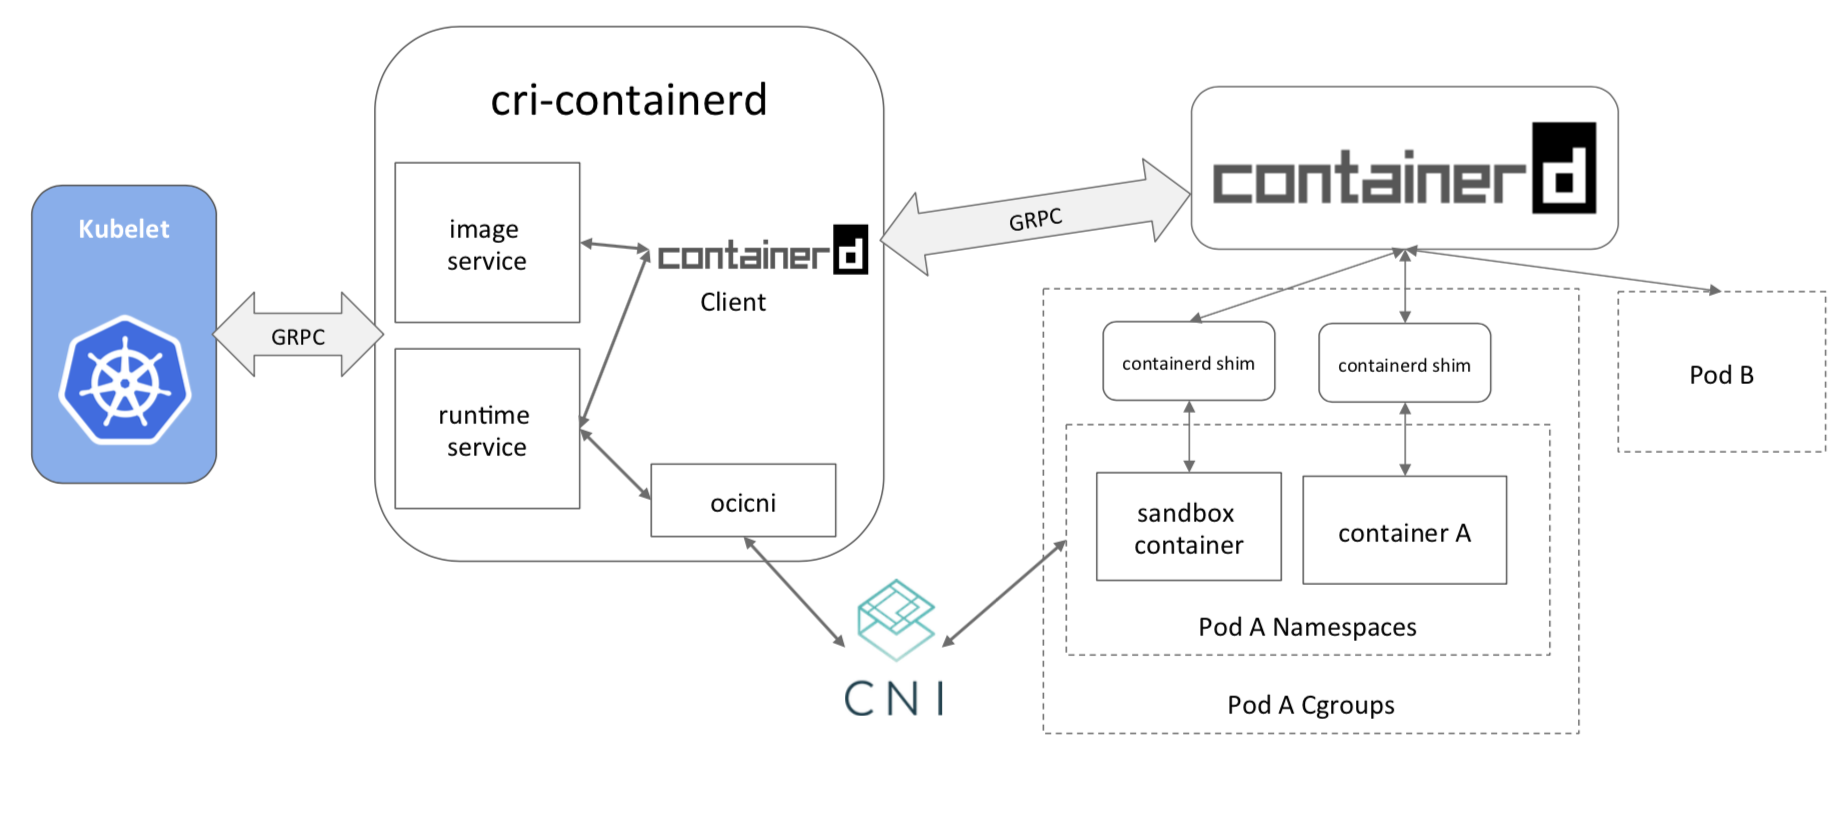 cri-containerd
Kubelet
GRPC
image
service
runtime
service
containerd
Client
ocicni
GRPC
containerd
containerd shim
containerd shim
sandbox
container
container A
Pod A Namespaces
Pod A Cgroups
Pod B
CNI